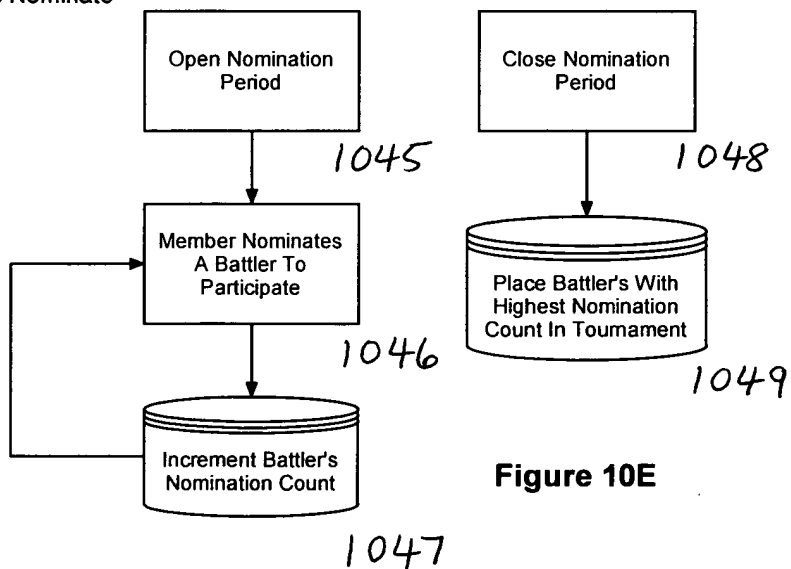 Nominate
Open Nomination
Period
1045
Member Nominates
A Battler To
Participate
1046
Increment Battler's
Nomination Count
1047
Close Nomination
Period
1048
Place Battler's With
Highest Nomination
Count In Tournament
1049
Figure 10E